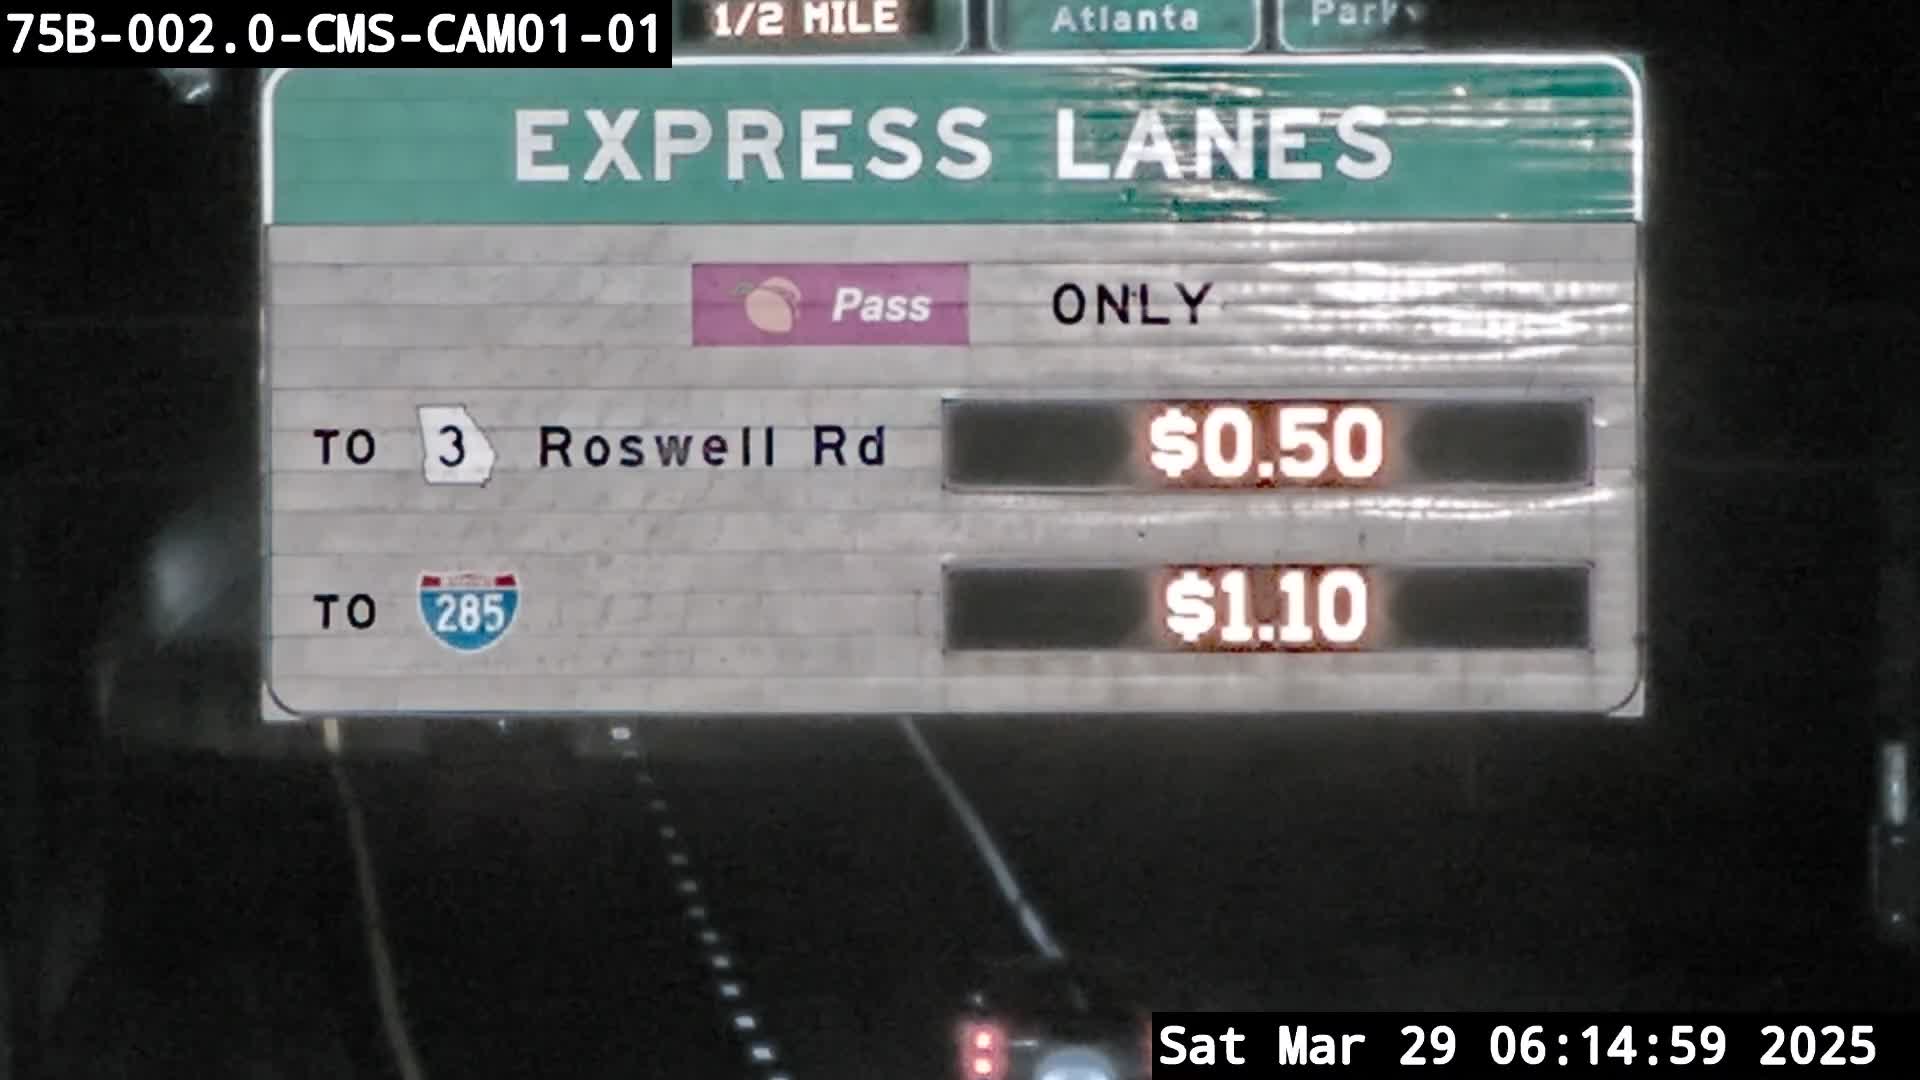 75B-002.0-CMS-CAM01-01
1/2 MILE
Atlanta
EXPRESS LANES
Pass ONLY
TO 3 Roswell Rd $0.50
TO 285 $1.10
Sat Mar 29 06:14:59 2025